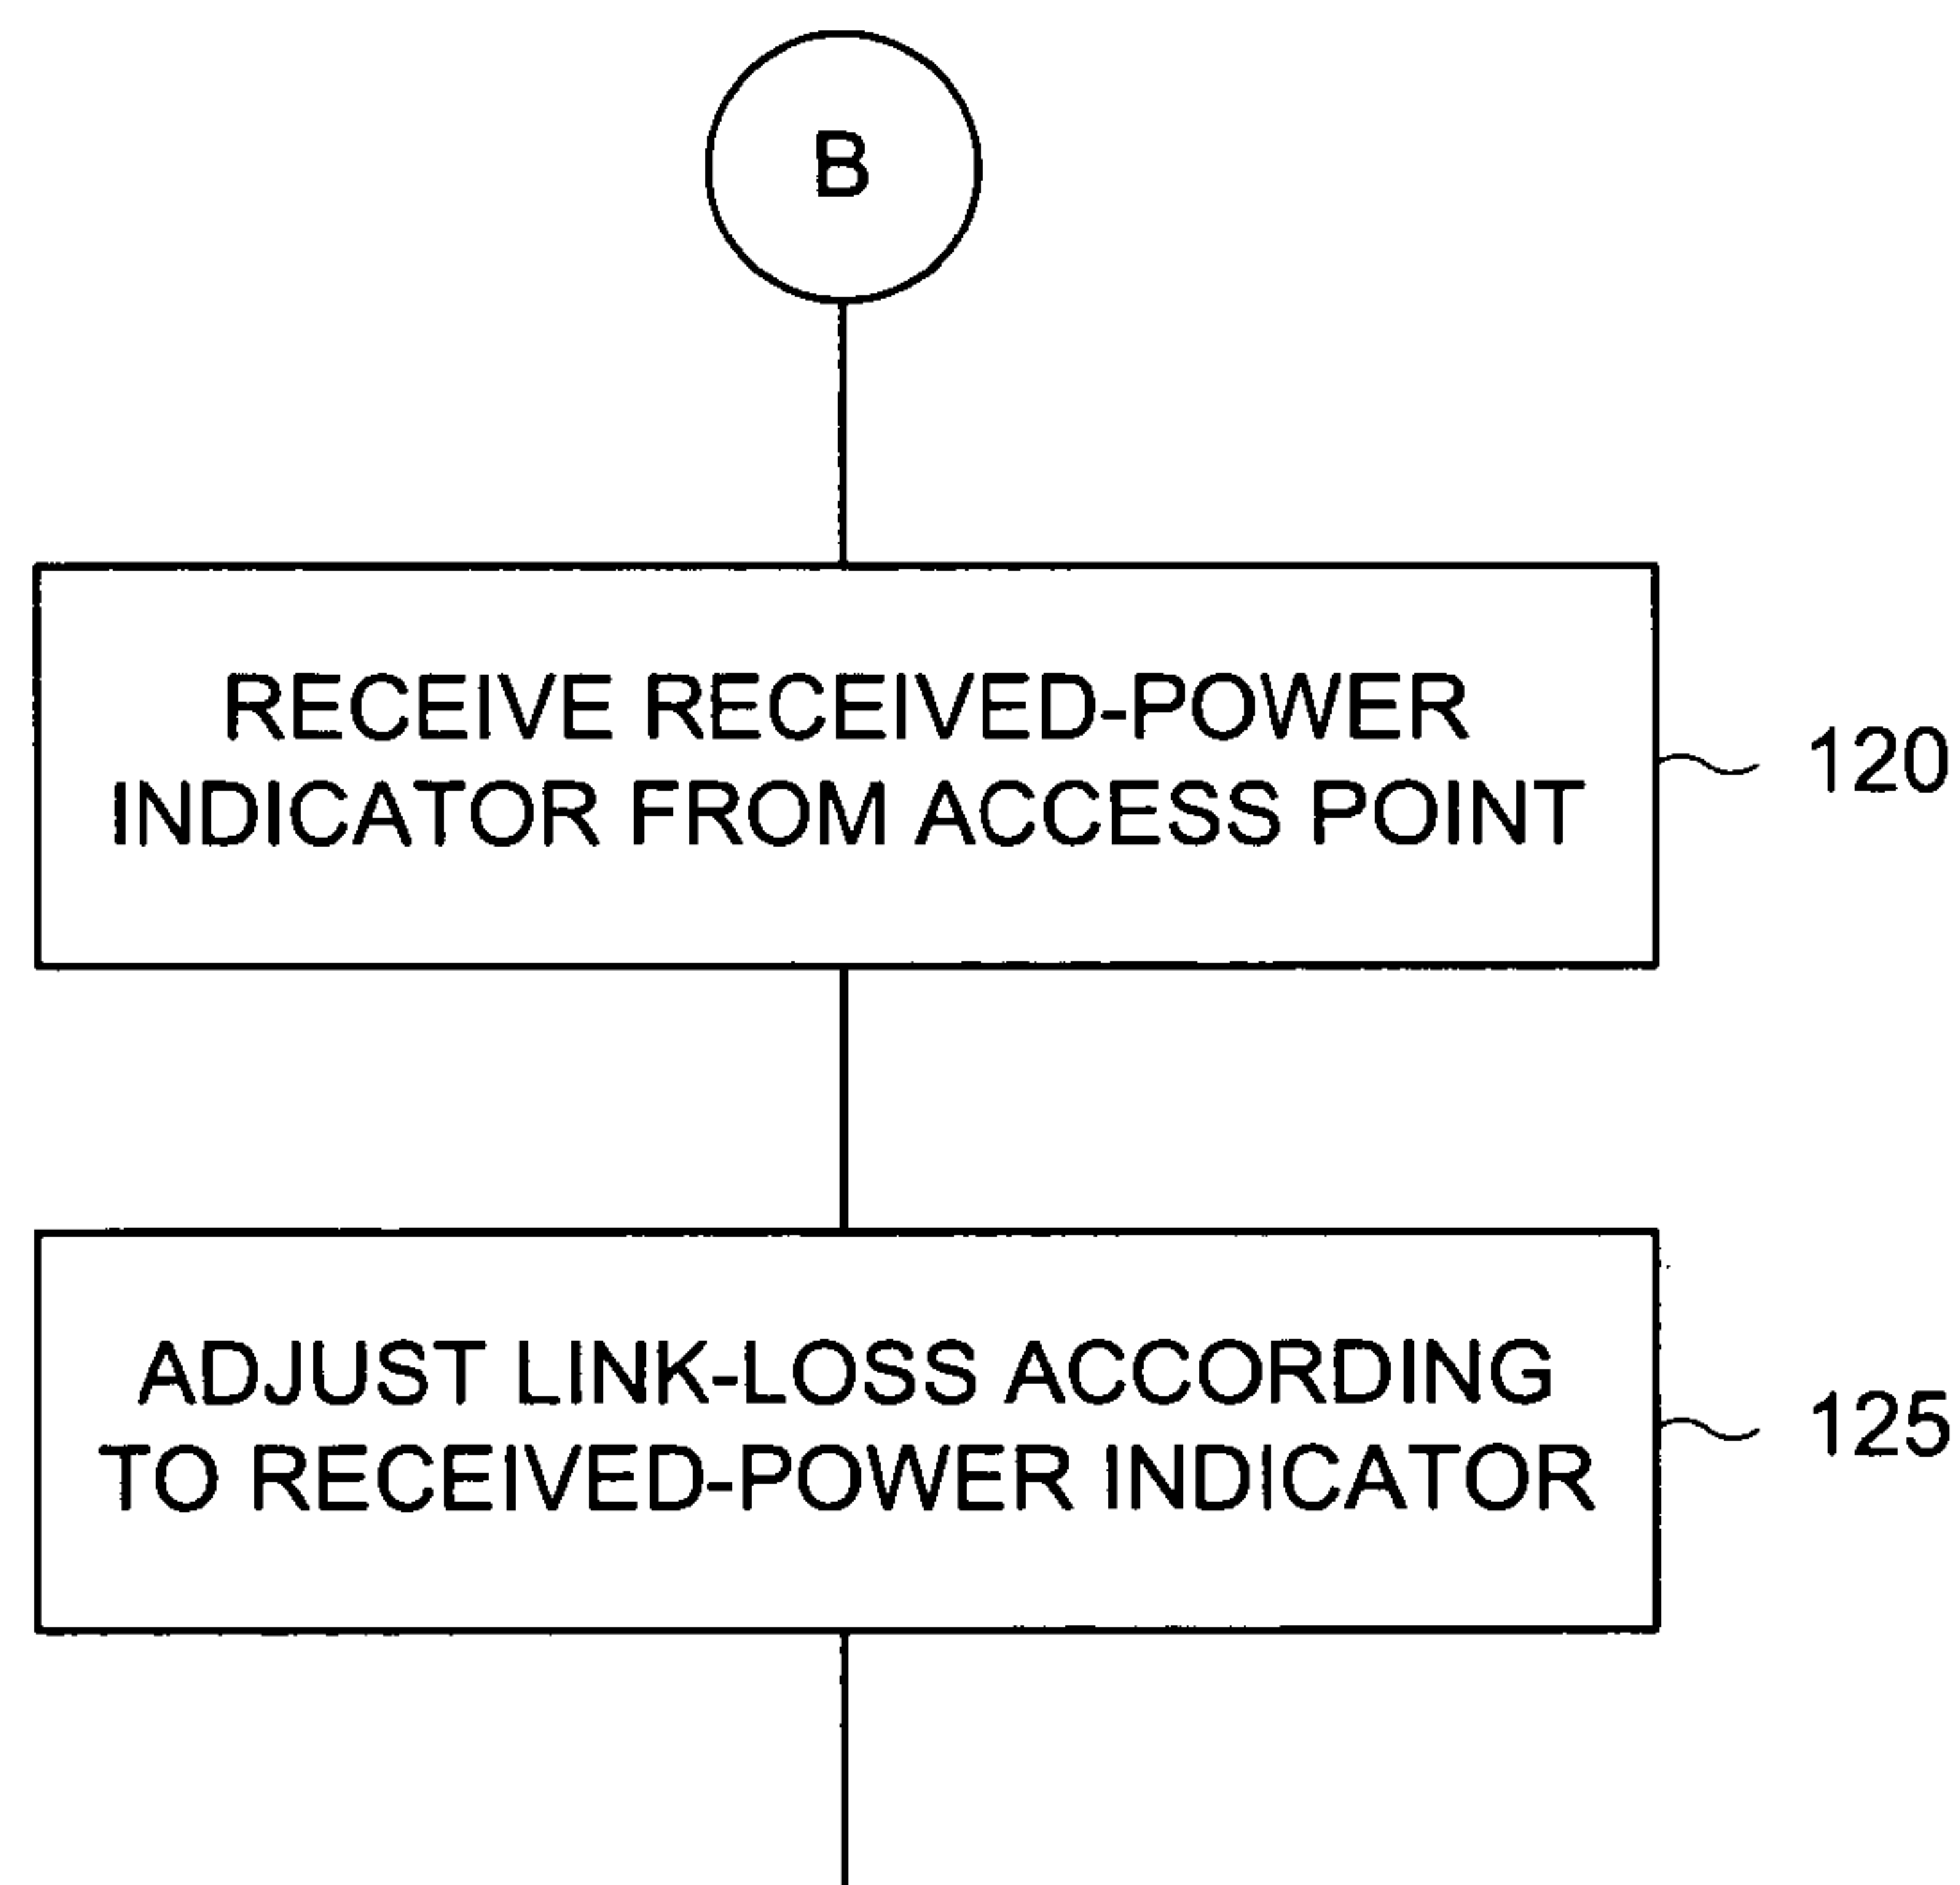 B
RECEIVE RECEIVED-POWER
INDICATOR FROM ACCESS POINT
120
ADJUST LINK-LOSS ACCORDING
TO RECEIVED-POWER INDICATOR
125